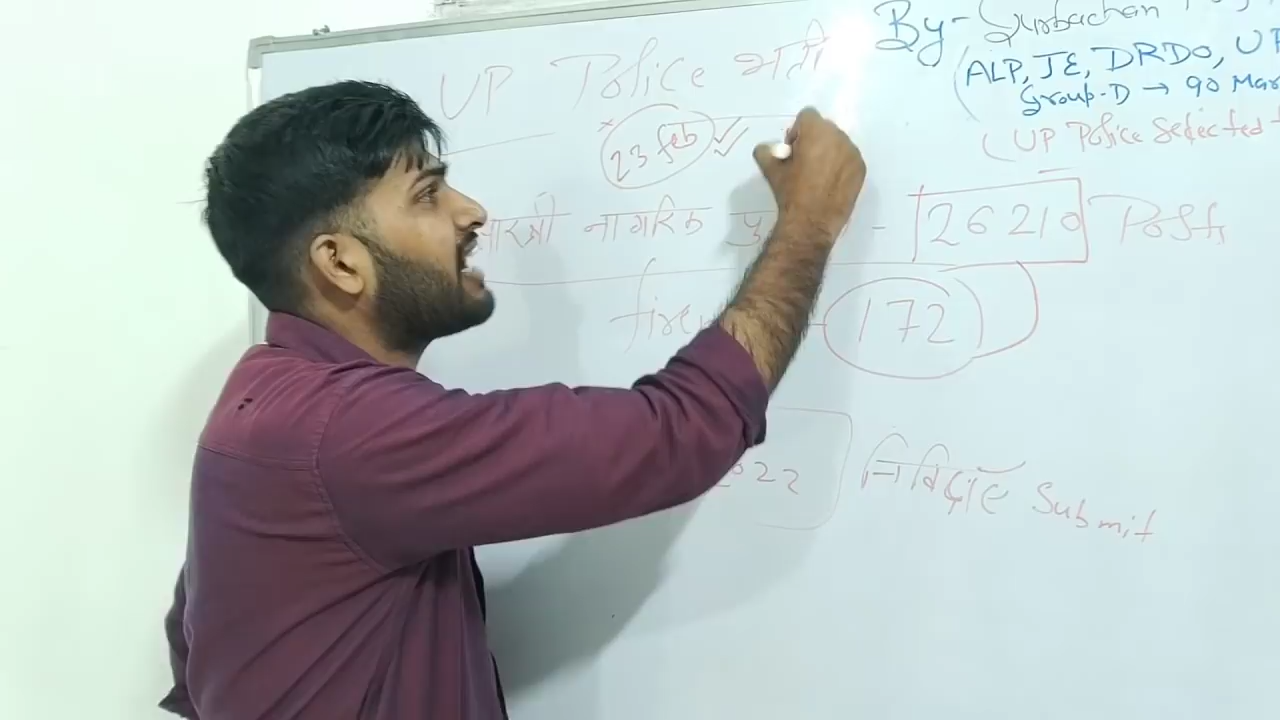 UP Police भर्ती
By- Gurbachan
ALP, JE, DRDO, UP
Group-D → 90 Mar
(UP Police Selected
23 feb
आरक्षी नागरिक पु - 26210 Posts
fire - 172
22 निविदाएं Submit